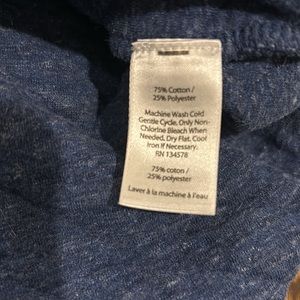 75% Cotton /
25% Polyester
Machine Wash Cold
Gentle Cycle, Only Non-
Chlorine Bleach When
Needed, Dry Flat, Cool
Iron If Necessary.
RN 134578
75% coton /
25% polyester
Laver à la machine à l'eau